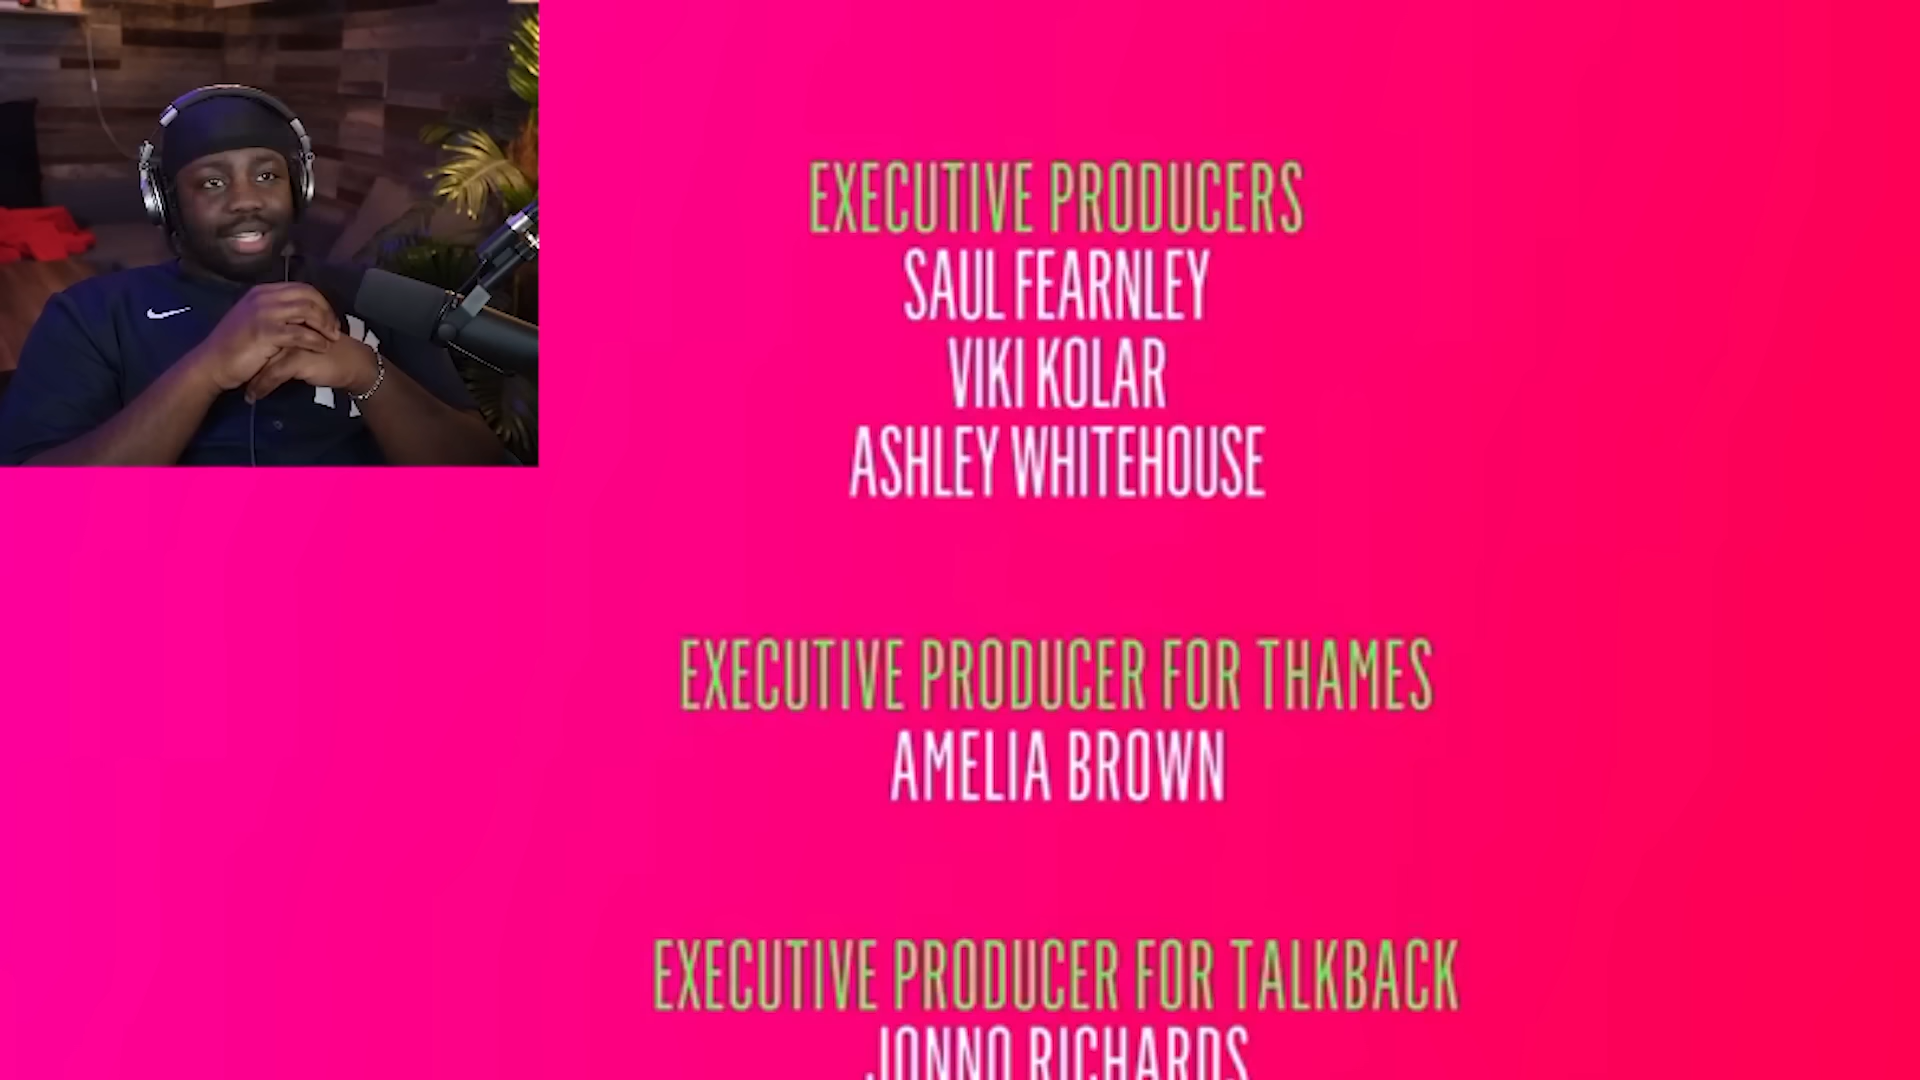 EXECUTIVE PRODUCERS
SAUL FEARNLEY
VIKI KOLAR
ASHLEY WHITEHOUSE
EXECUTIVE PRODUCER FOR THAMES
AMELIA BROWN
EXECUTIVE PRODUCER FOR TALKBACK
JONNO RICHARDS